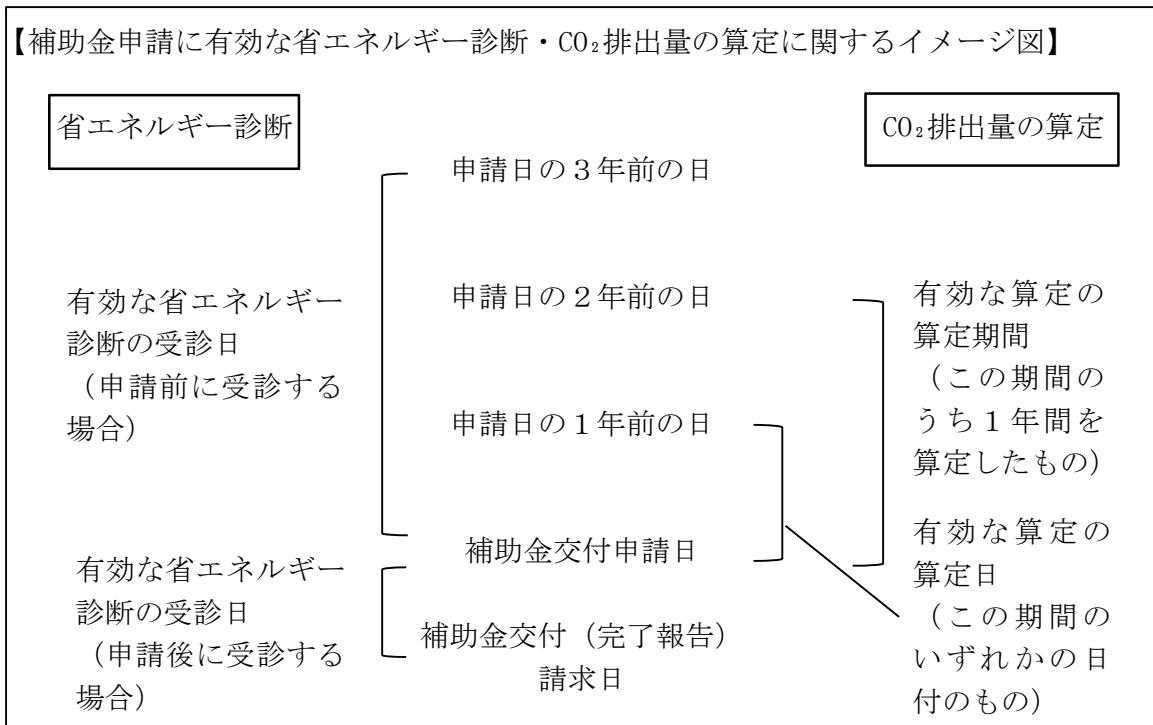 【補助金申請に有効な省エネルギー診断・CO₂排出量の算定に関するイメージ図】
省エネルギー診断
CO₂排出量の算定
申請日の３年前の日
有効な省エネルギー
診断の受診日
（申請前に受診する
場合）
申請日の２年前の日
申請日の１年前の日
有効な算定の
算定期間
（この期間の
うち１年間を
算定したもの）
補助金交付申請日
有効な省エネルギー
診断の受診日
（申請後に受診する
場合）
補助金交付（完了報告）
請求日
有効な算定の
算定日
（この期間の
いずれかの日
付のもの）